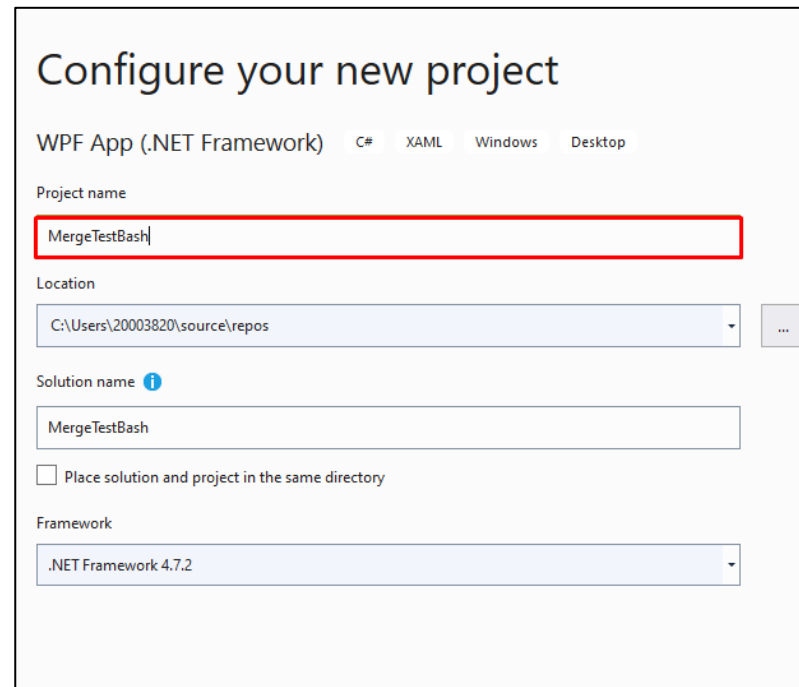 Configure your new project
WPF App (.NET Framework) C# XAML Windows Desktop
Project name
MergeTestBash
Location
C:\Users\20003820\source\repos
...
Solution name i
MergeTestBash
Place solution and project in the same directory
Framework
.NET Framework 4.7.2